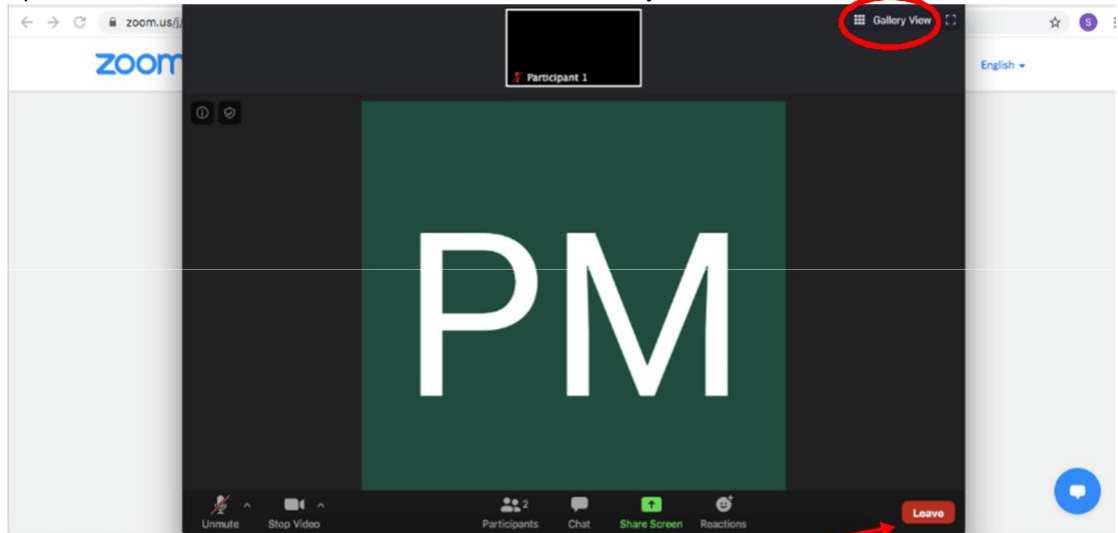 zoom.us/j/
Gallery View
S
zoom
English
Participant 1
PM
2
Unmute
Stop Video
Participants
Chat
Share Screen
Reactions
Leave